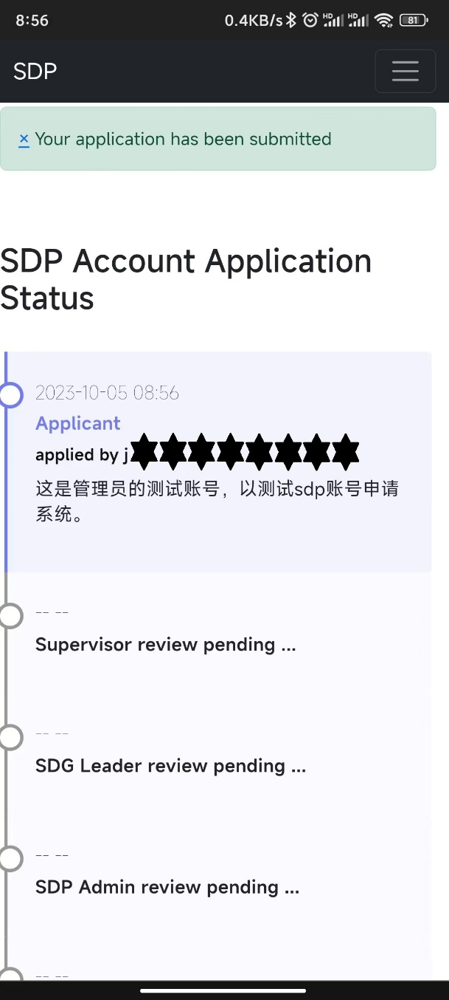 8:56
0.4KB/s HD HD 81
SDP
× Your application has been submitted
SDP Account Application
Status
2023-10-05 08:56
Applicant
applied by j
这是管理员的测试账号，以测试sdp账号申请
系统。
-- --
Supervisor review pending ...
-- --
SDG Leader review pending ...
-- --
SDP Admin review pending ...
-- --